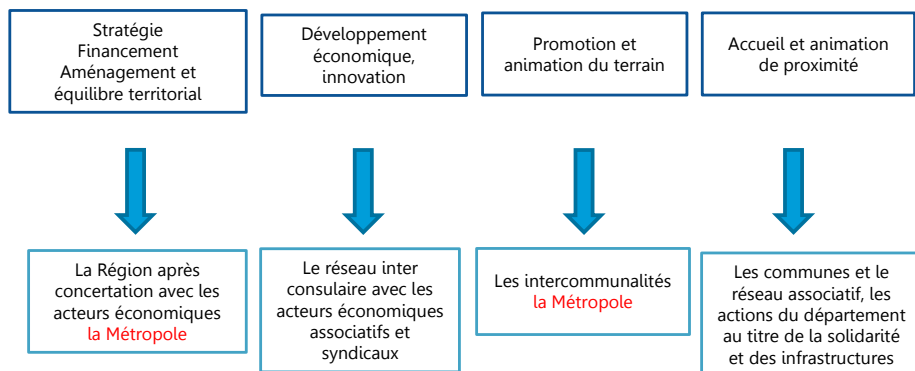 Stratégie
Financement
Aménagement et
équilibre territorial
Développement
économique,
innovation
Promotion et
animation du terrain
Accueil et animation
de proximité
La Région après
concertation avec les
acteurs économiques
la Métropole
Le réseau inter
consulaire avec les
acteurs économiques
associatifs et
syndicaux
Les intercommunalités
la Métropole
Les communes et le
réseau associatif, les
actions du département
au titre de la solidarité
et des infrastructures